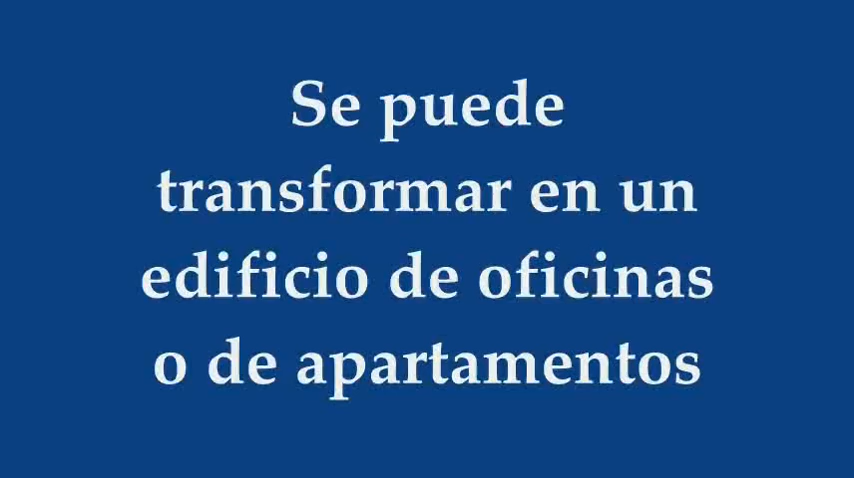 Se puede
transformar en un
edificio de oficinas
o de apartamentos